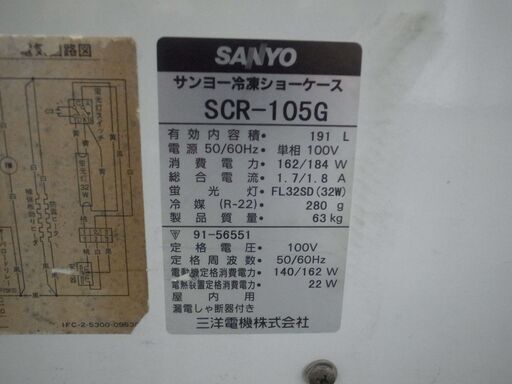 電気回路図
SANYO
サンヨー冷凍ショーケース
SCR-105G
有効内容積・ 191 L
電源 50/60Hz・ 単相 100V
消費電力・ 162/184 W
総合電流・ 1.7/1.8 A
蛍光灯・ FL32SD(32W)
冷媒 (R-22)・ 280 g
製品質量・ 63 kg
91-56551
定格電圧・ 100V
定格周波数・ 50/60Hz
電動機定格消費電力・ 140/162 W
電熱装置定格消費電力・ 22 W
屋内用
漏電しゃ断器付き
三洋電機株式会社